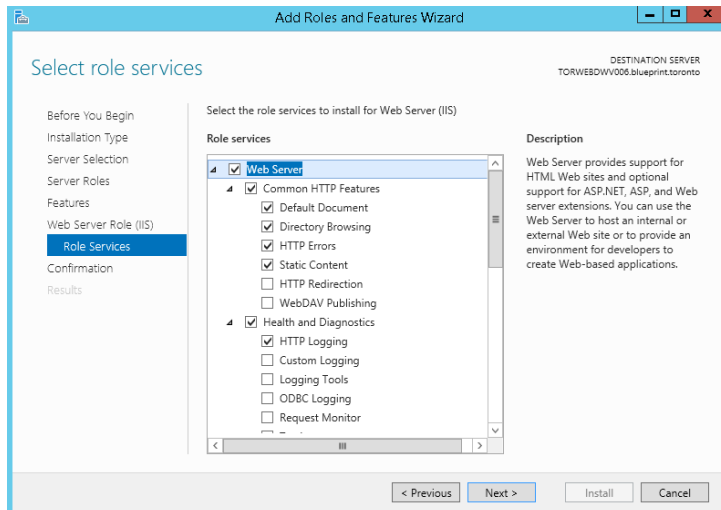 Add Roles and Features Wizard
Select role services
DESTINATION SERVER
TORWEBDWV006.blueprint.toronto
Before You Begin
Installation Type
Server Selection
Server Roles
Features
Web Server Role (IIS)
Role Services
Confirmation
Results
Select the role services to install for Web Server (IIS)
Role services
Web Server
Common HTTP Features
Default Document
Directory Browsing
HTTP Errors
Static Content
HTTP Redirection
WebDAV Publishing
Health and Diagnostics
HTTP Logging
Custom Logging
Logging Tools
ODBC Logging
Request Monitor
Description
Web Server provides support for
HTML Web sites and optional
support for ASP.NET, ASP, and Web
server extensions. You can use the
Web Server to host an internal or
external Web site or to provide an
environment for developers to
create Web-based applications.
< Previous
Next >
Install
Cancel